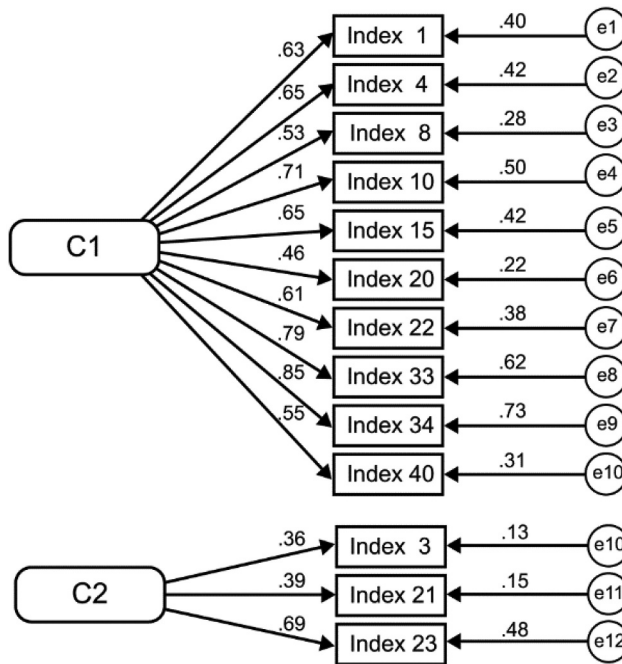 .63 Index 1 .40 e1
.65 Index 4 .42 e2
.53 Index 8 .28 e3
.71 Index 10 .50 e4
C1 .65 Index 15 .42 e5
.46 Index 20 .22 e6
.61 Index 22 .38 e7
.79 Index 33 .62 e8
.85 Index 34 .73 e9
.55 Index 40 .31 e10
.36 Index 3 .13 e10
C2 .39 Index 21 .15 e11
.69 Index 23 .48 e12